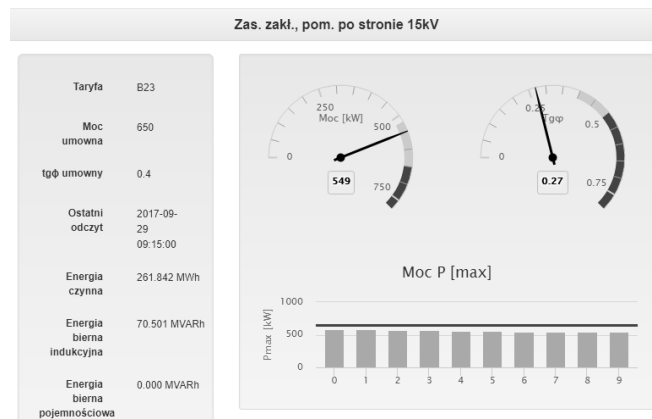 Zas. zakł., pom. po stronie 15kV
Taryfa B23
Moc umowna 650
tgɸ umowny 0.4
Ostatni odczyt 2017-09-29 09:15:00
Energia czynna 261.842 MWh
Energia bierna indukcyjna 70.501 MVARh
Energia bierna pojemnościowa 0.000 MVARh
0
250
Moc [kW]
500
750
549
0
0.25
Tgφ
0.5
0.75
0.27
Moc P [max]
Pmax [kW]
1000
500
0
0 1 2 3 4 5 6 7 8 9